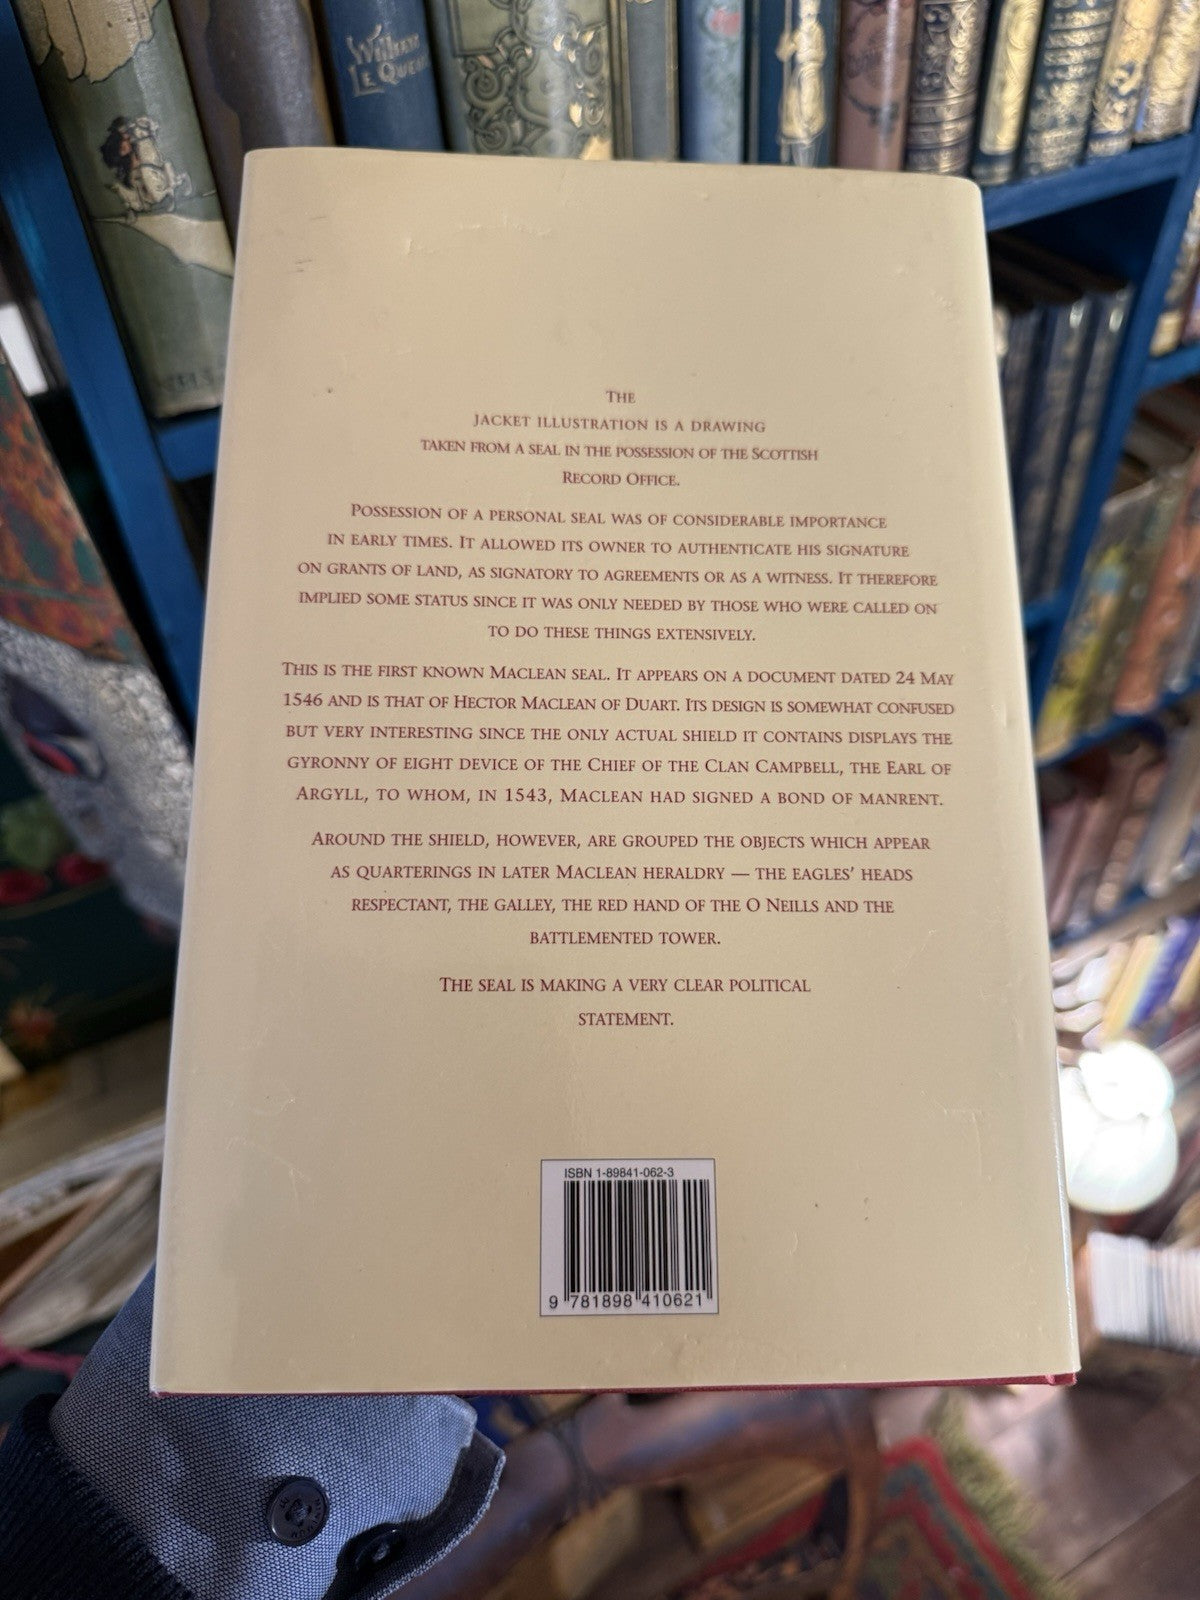 William
Le Queux
The
jacket illustration is a drawing
taken from a seal in the possession of the Scottish
Record Office.
Possession of a personal seal was of considerable importance
in early times. It allowed its owner to authenticate his signature
on grants of land, as signatory to agreements or as a witness. It therefore
implied some status since it was only needed by those who were called on
to do these things extensively.
This is the first known Maclean seal. It appears on a document dated 24 May
1546 and is that of Hector Maclean of Duart. Its design is somewhat confused
but very interesting since the only actual shield it contains displays the
gyronny of eight device of the Chief of the Clan Campbell, the Earl of
Argyll, to whom, in 1543, Maclean had signed a bond of manrent.
Around the shield, however, are grouped the objects which appear
as quarterings in later Maclean heraldry — the eagles' heads
respectant, the galley, the red hand of the O Neills and the
battlemented tower.
The seal is making a very clear political
statement.
ISBN 1-89841-062-3
9 781898 410621